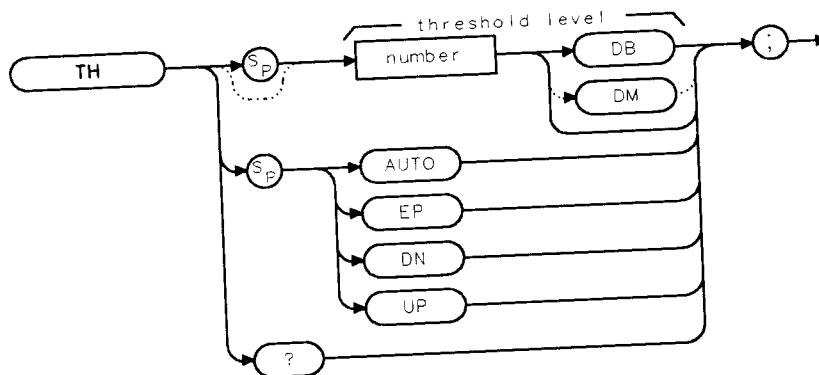 threshold level
TH
SP
number
DB
;
DM
SP
AUTO
EP
DN
UP
?